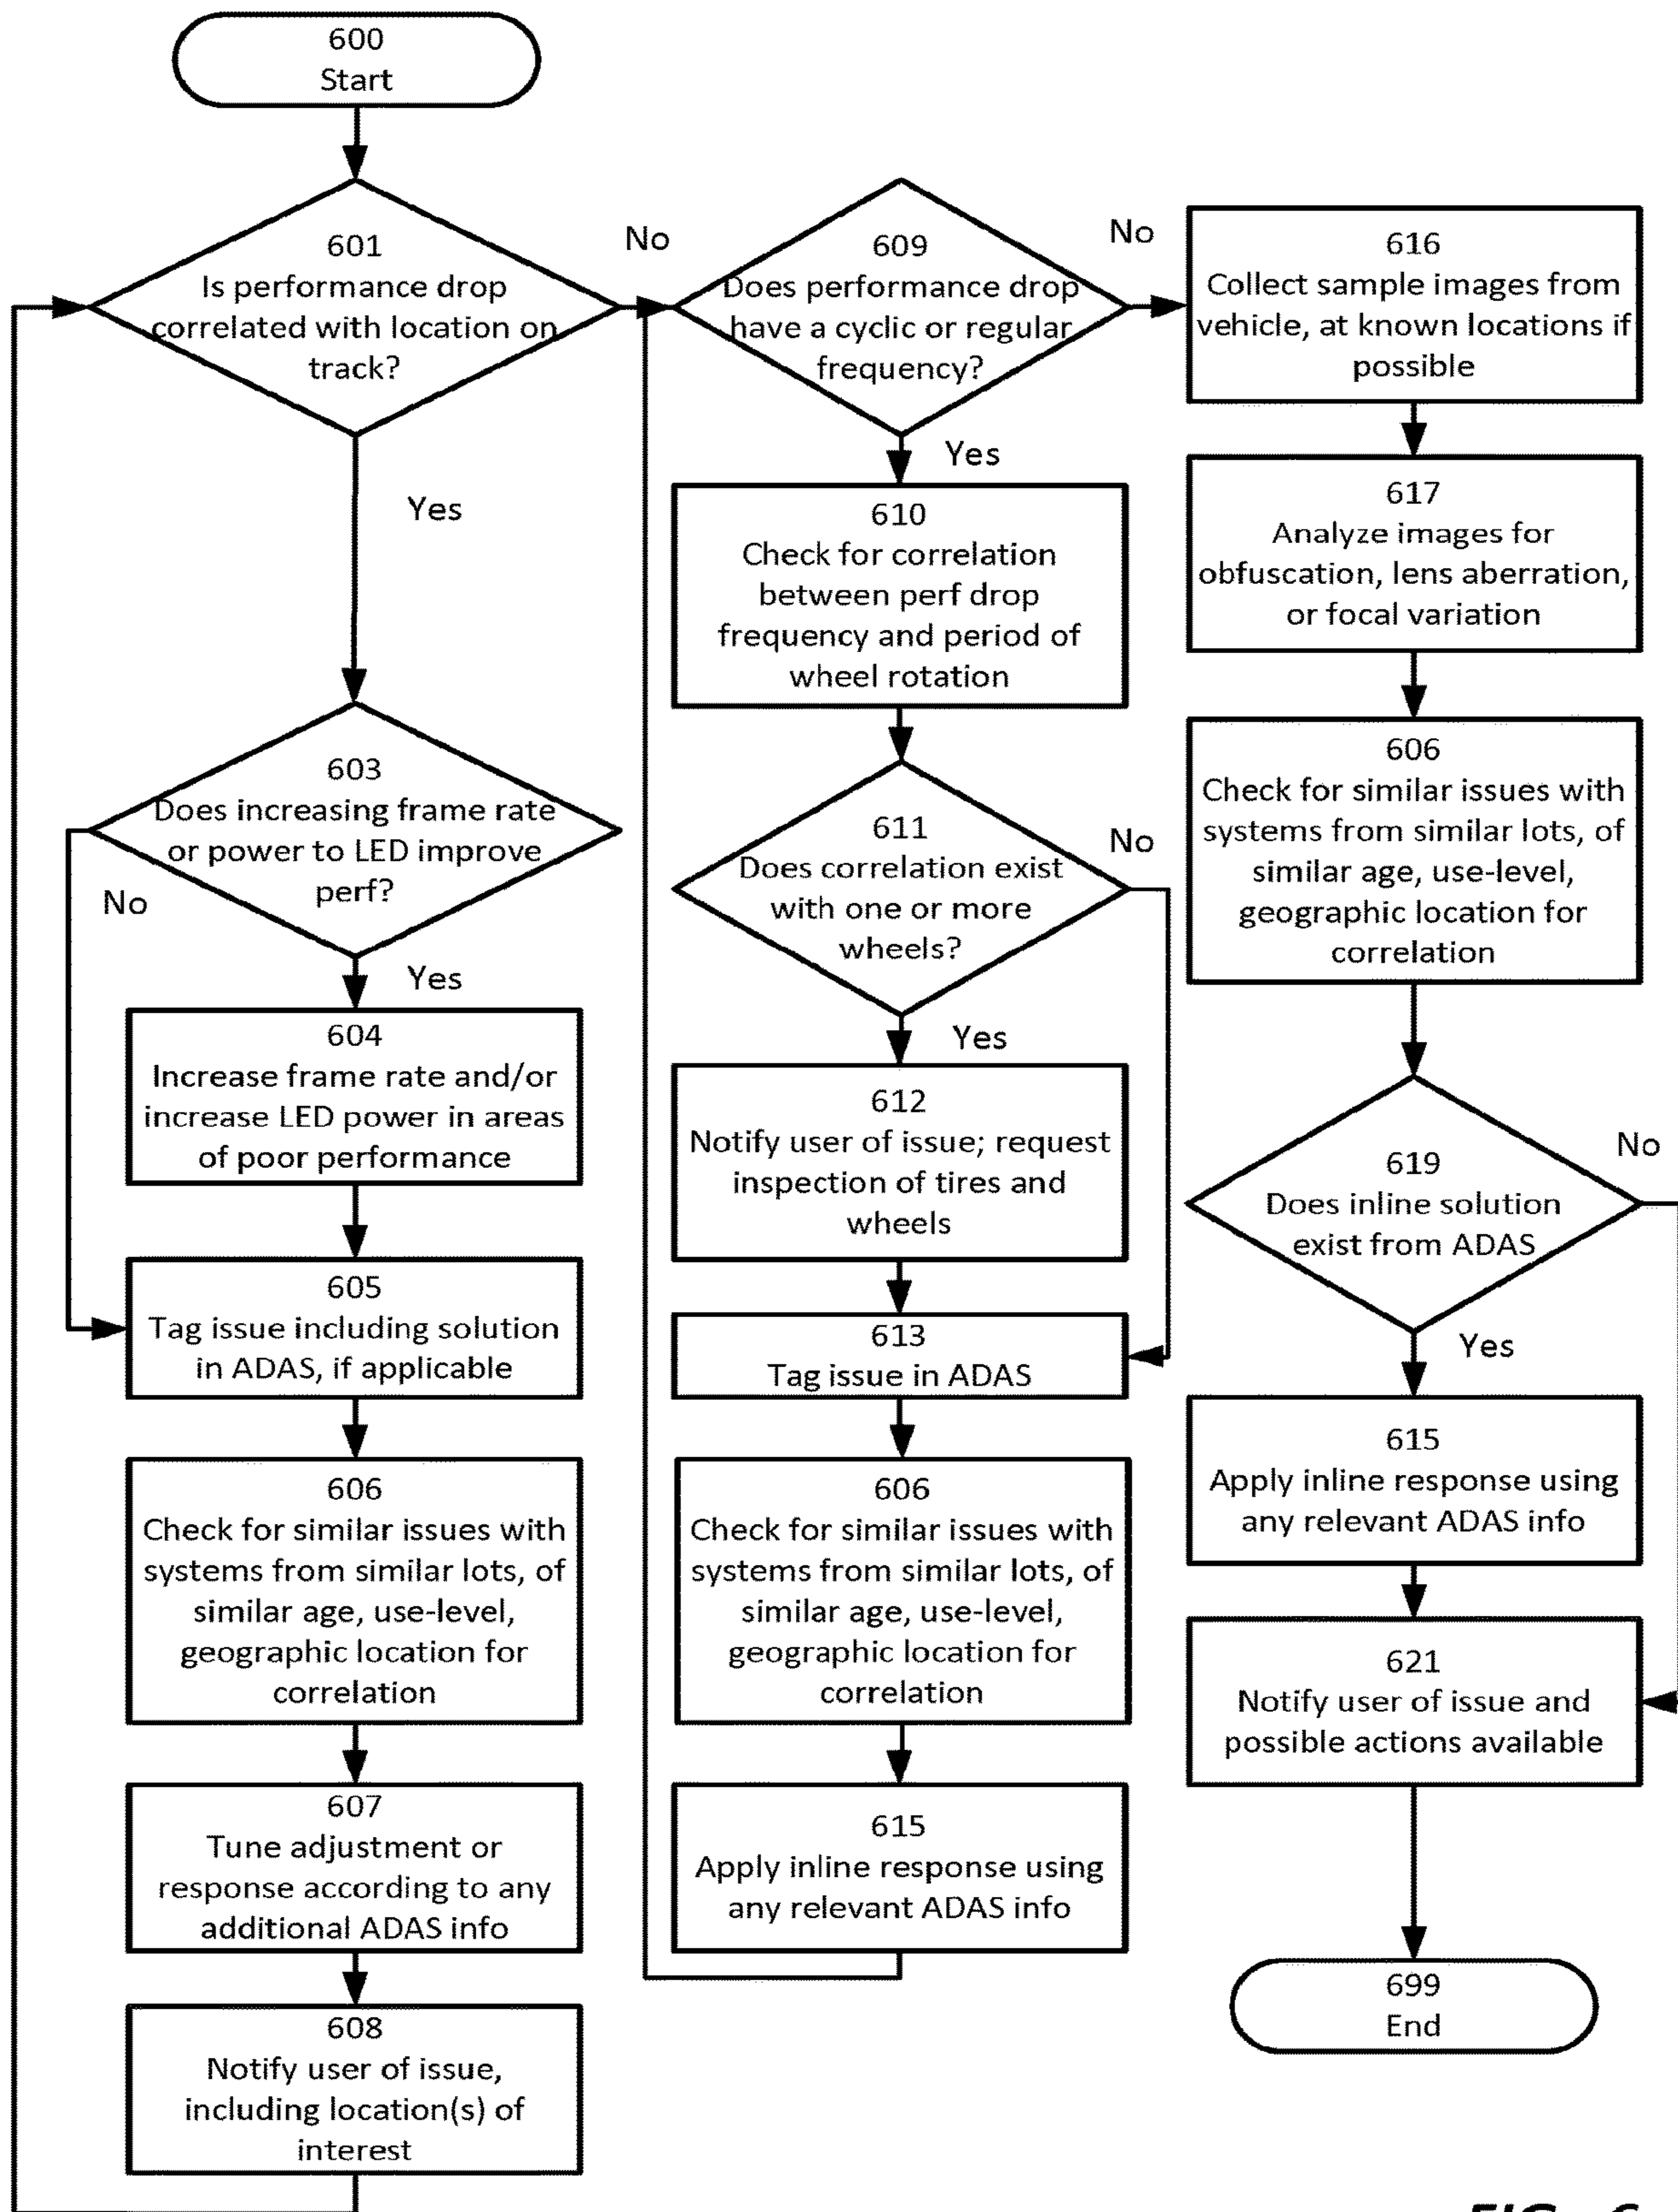 600
Start
601
Is performance drop
correlated with location on
track?
No
Yes
603
Does increasing frame rate
or power to LED improve
perf?
No
Yes
604
Increase frame rate and/or
increase LED power in areas
of poor performance
605
Tag issue including solution
in ADAS, if applicable
606
Check for similar issues with
systems from similar lots, of
similar age, use-level,
geographic location for
correlation
607
Tune adjustment or
response according to any
additional ADAS info
608
Notify user of issue,
including location(s) of
interest
609
Does performance drop
have a cyclic or regular
frequency?
No
Yes
610
Check for correlation
between perf drop
frequency and period of
wheel rotation
611
Does correlation exist
with one or more
wheels?
No
Yes
612
Notify user of issue; request
inspection of tires and
wheels
613
Tag issue in ADAS
606
Check for similar issues with
systems from similar lots, of
similar age, use-level,
geographic location for
correlation
615
Apply inline response using
any relevant ADAS info
616
Collect sample images from
vehicle, at known locations if
possible
617
Analyze images for
obfuscation, lens aberration,
or focal variation
606
Check for similar issues with
systems from similar lots, of
similar age, use-level,
geographic location for
correlation
619
Does inline solution
exist from ADAS
No
Yes
615
Apply inline response using
any relevant ADAS info
621
Notify user of issue and
possible actions available
699
End